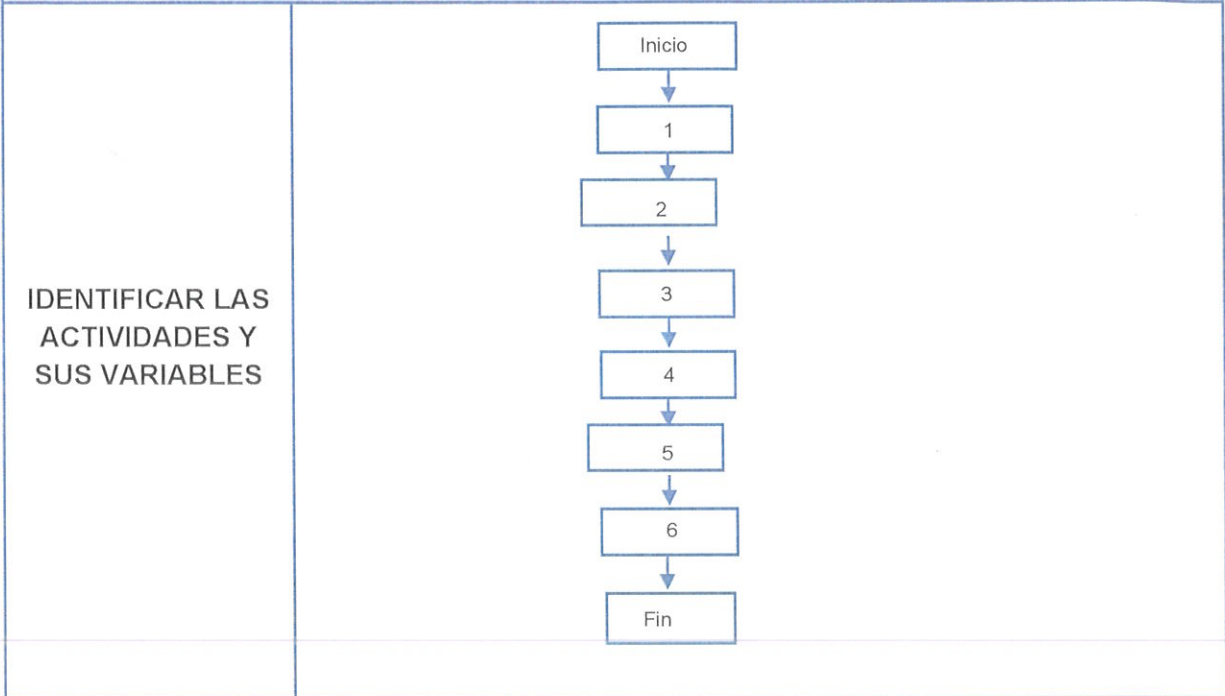 IDENTIFICAR LAS
ACTIVIDADES Y
SUS VARIABLES
Inicio
1
2
3
4
5
6
Fin